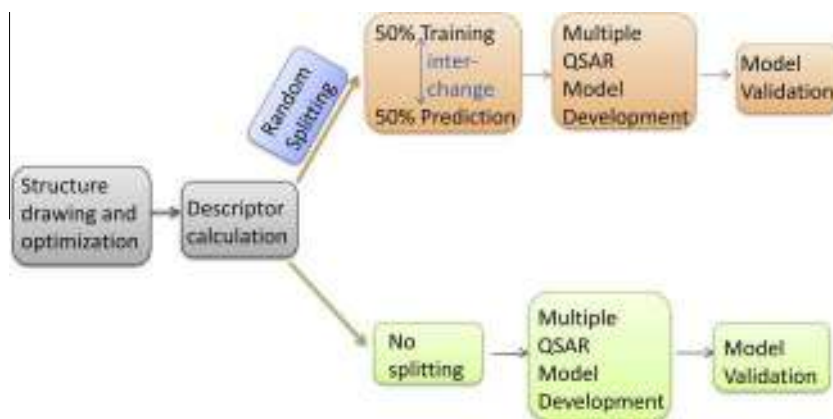 Structure
drawing and
optimization
Descriptor
calculation
Random
Splitting
50% Training
inter-
change
50% Prediction
Multiple
QSAR
Model
Development
Model
Validation
No
splitting
Multiple
QSAR
Model
Development
Model
Validation